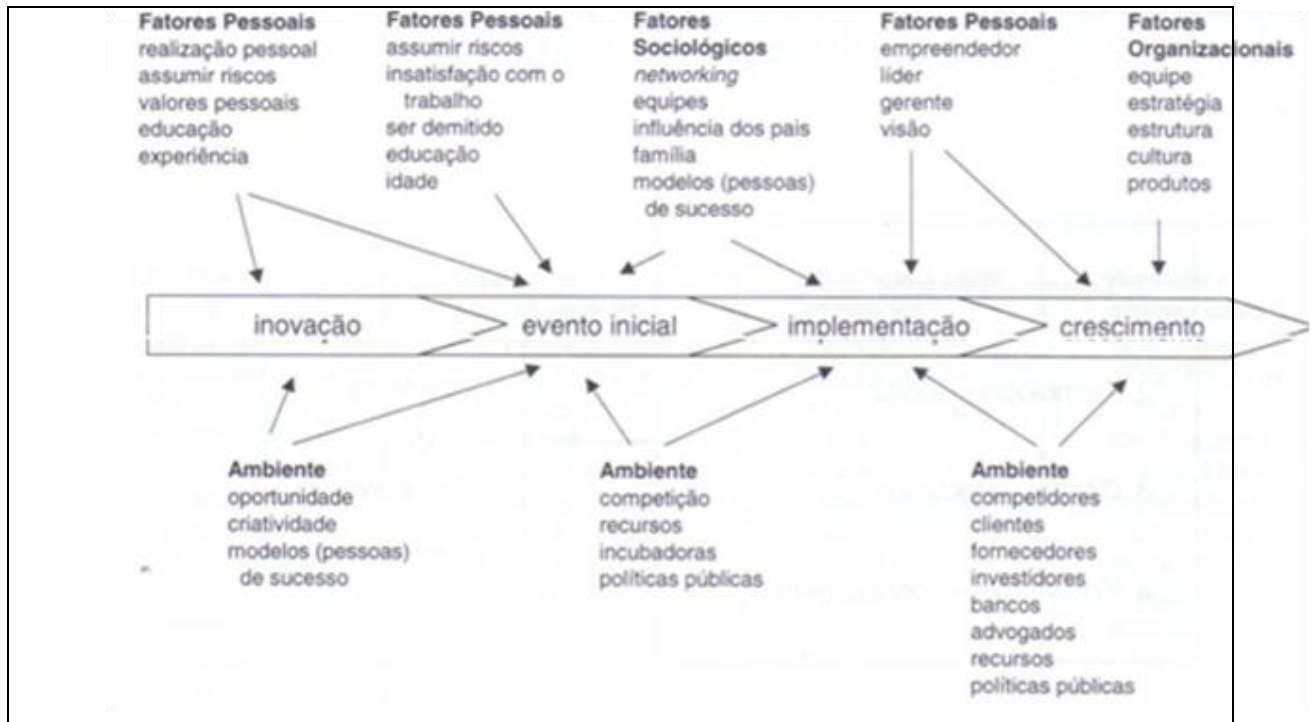 Fatores Pessoais
realização pessoal
assumir riscos
valores pessoais
educação
experiência
Fatores Pessoais
assumir riscos
insatisfação com o
trabalho
ser demitido
educação
idade
Fatores
Sociológicos
networking
equipes
influência dos pais
família
modelos (pessoas)
de sucesso
Fatores Pessoais
empreendedor
líder
gerente
visão
Fatores
Organizacionais
equipe
estratégia
estrutura
cultura
produtos
inovação
evento inicial
implementação
crescimento
Ambiente
oportunidade
criatividade
modelos (pessoas)
de sucesso
Ambiente
competição
recursos
incubadoras
políticas públicas
Ambiente
competidores
clientes
fornecedores
investidores
bancos
advogados
recursos
políticas públicas